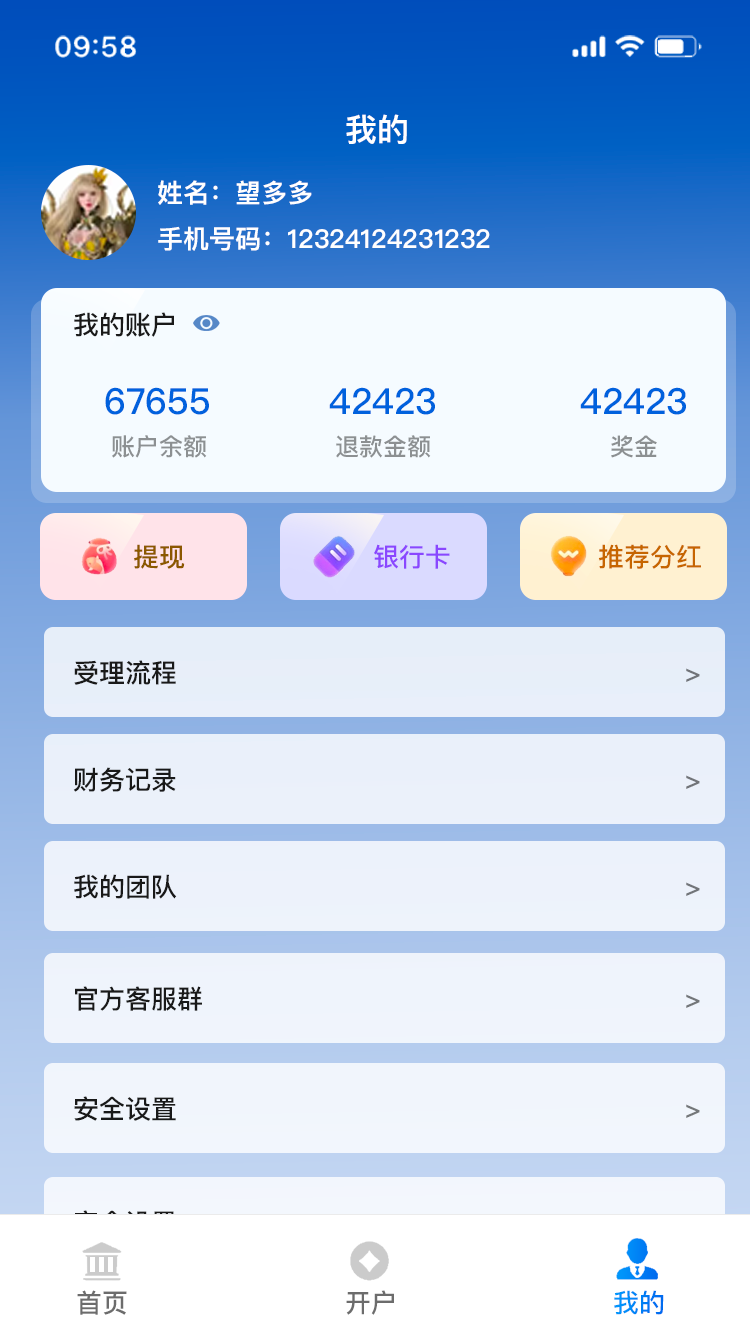 09:58
我的
姓名：望多多
手机号码：12324124231232
我的账户
67655 42423 42423
账户余额 退款金额 奖金
提现 银行卡 推荐分红
受理流程 >
财务记录 >
我的团队 >
官方客服群 >
安全设置 >
首页 开户 我的